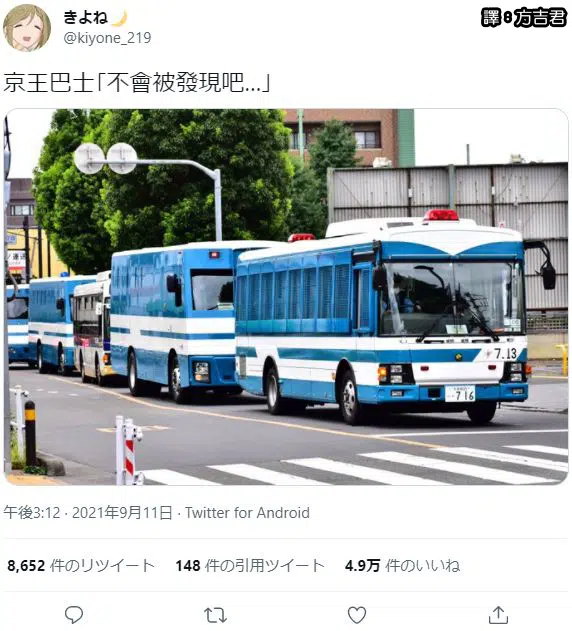 きよね🌙
@kiyone_219
譯8方吉君
京王巴士「不會被發現吧...」
7.13
・716
午後3:12 · 2021年9月11日 · Twitter for Android
8,652 件のリツイート 148 件の引用ツイート 4.9万 件のいいね